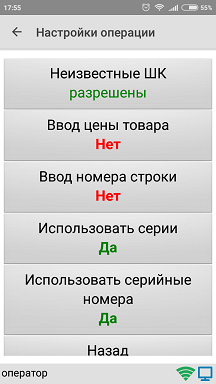 17:55
55%
Настройки операции
Неизвестные ШК
разрешены
Ввод цены товара
Нет
Ввод номера строки
Нет
Использовать серии
Да
Использовать серийные
номера
Да
Назад
оператор